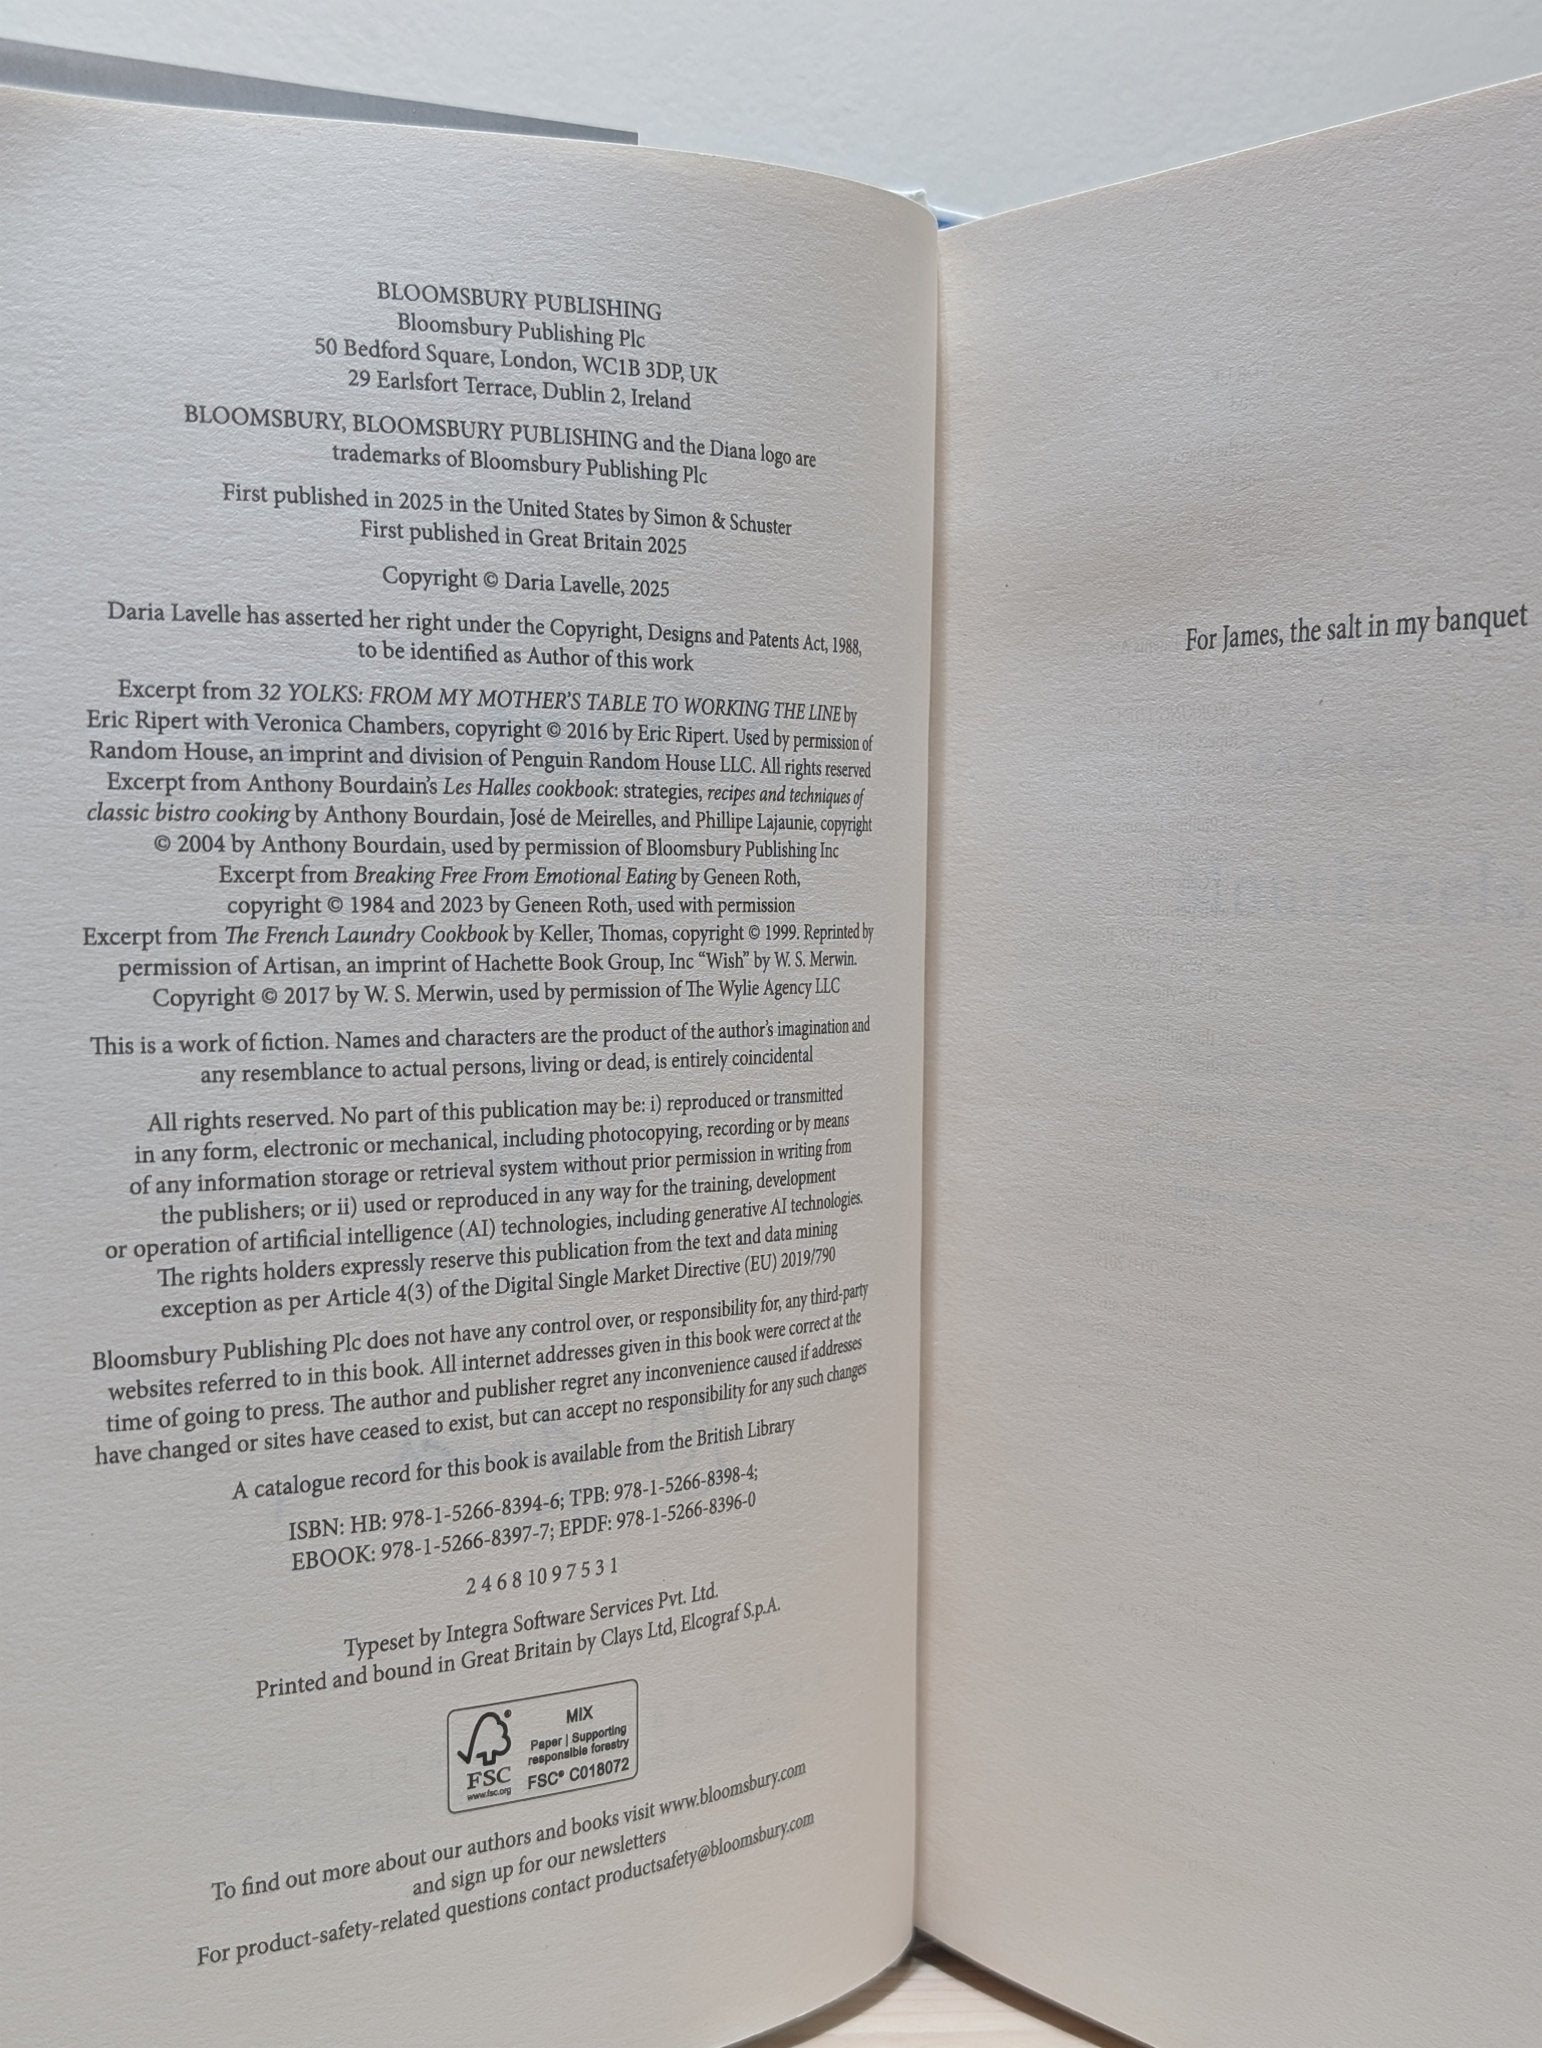 BLOOMSBURY PUBLISHING
Bloomsbury Publishing Plc
50 Bedford Square, London, WC1B 3DP, UK
29 Earlsfort Terrace, Dublin 2, Ireland
BLOOMSBURY, BLOOMSBURY PUBLISHING and the Diana logo are
trademarks of Bloomsbury Publishing Plc
First published in 2025 in the United States by Simon & Schuster
First published in Great Britain 2025
Copyright © Daria Lavelle, 2025
Daria Lavelle has asserted her right under the Copyright, Designs and Patents Act, 1988,
to be identified as Author of this work
Excerpt from 32 YOLKS: FROM MY MOTHER'S TABLE TO WORKING THE LINE by
Eric Ripert with Veronica Chambers, copyright © 2016 by Eric Ripert. Used by permission of
Random House, an imprint and division of Penguin Random House LLC. All rights reserved
Excerpt from Anthony Bourdain's Les Halles cookbook: strategies, recipes and techniques of
classic bistro cooking by Anthony Bourdain, José de Meirelles, and Phillipe Lajaunie, copyright
© 2004 by Anthony Bourdain, used by permission of Bloomsbury Publishing Inc
Excerpt from Breaking Free From Emotional Eating by Geneen Roth,
copyright © 1984 and 2023 by Geneen Roth, used with permission
Excerpt from The French Laundry Cookbook by Keller, Thomas, copyright © 1999. Reprinted by
permission of Artisan, an imprint of Hachette Book Group, Inc “Wish” by W. S. Merwin.
Copyright © 2017 by W. S. Merwin, used by permission of The Wylie Agency LLC
This is a work of fiction. Names and characters are the product of the author's imagination and
any resemblance to actual persons, living or dead, is entirely coincidental
All rights reserved. No part of this publication may be: i) reproduced or transmitted
in any form, electronic or mechanical, including photocopying, recording or by means
of any information storage or retrieval system without prior permission in writing from
the publishers; or ii) used or reproduced in any way for the training, development
or operation of artificial intelligence (AI) technologies, including generative AI technologies.
The rights holders expressly reserve this publication from the text and data mining
exception as per Article 4(3) of the Digital Single Market Directive (EU) 2019/790
Bloomsbury Publishing Plc does not have any control over, or responsibility for, any third-party
websites referred to in this book. All internet addresses given in this book were correct at the
time of going to press. The author and publisher regret any inconvenience caused if addresses
have changed or sites have ceased to exist, but can accept no responsibility for any such changes
A catalogue record for this book is available from the British Library
ISBN: HB: 978-1-5266-8394-6; TPB: 978-1-5266-8398-4;
EBOOK: 978-1-5266-8397-7; EPDF: 978-1-5266-8396-0
2 4 6 8 10 9 7 5 3 1
Typeset by Integra Software Services Pvt. Ltd.
Printed and bound in Great Britain by Clays Ltd, Elcograf S.p.A.
FSC
www.fsc.org
MIX
Paper | Supporting
responsible forestry
FSC® C018072
To find out more about our authors and books visit www.bloomsbury.com
and sign up for our newsletters
For product-safety-related questions contact productsafety@bloomsbury.com
For James, the salt in my banquet